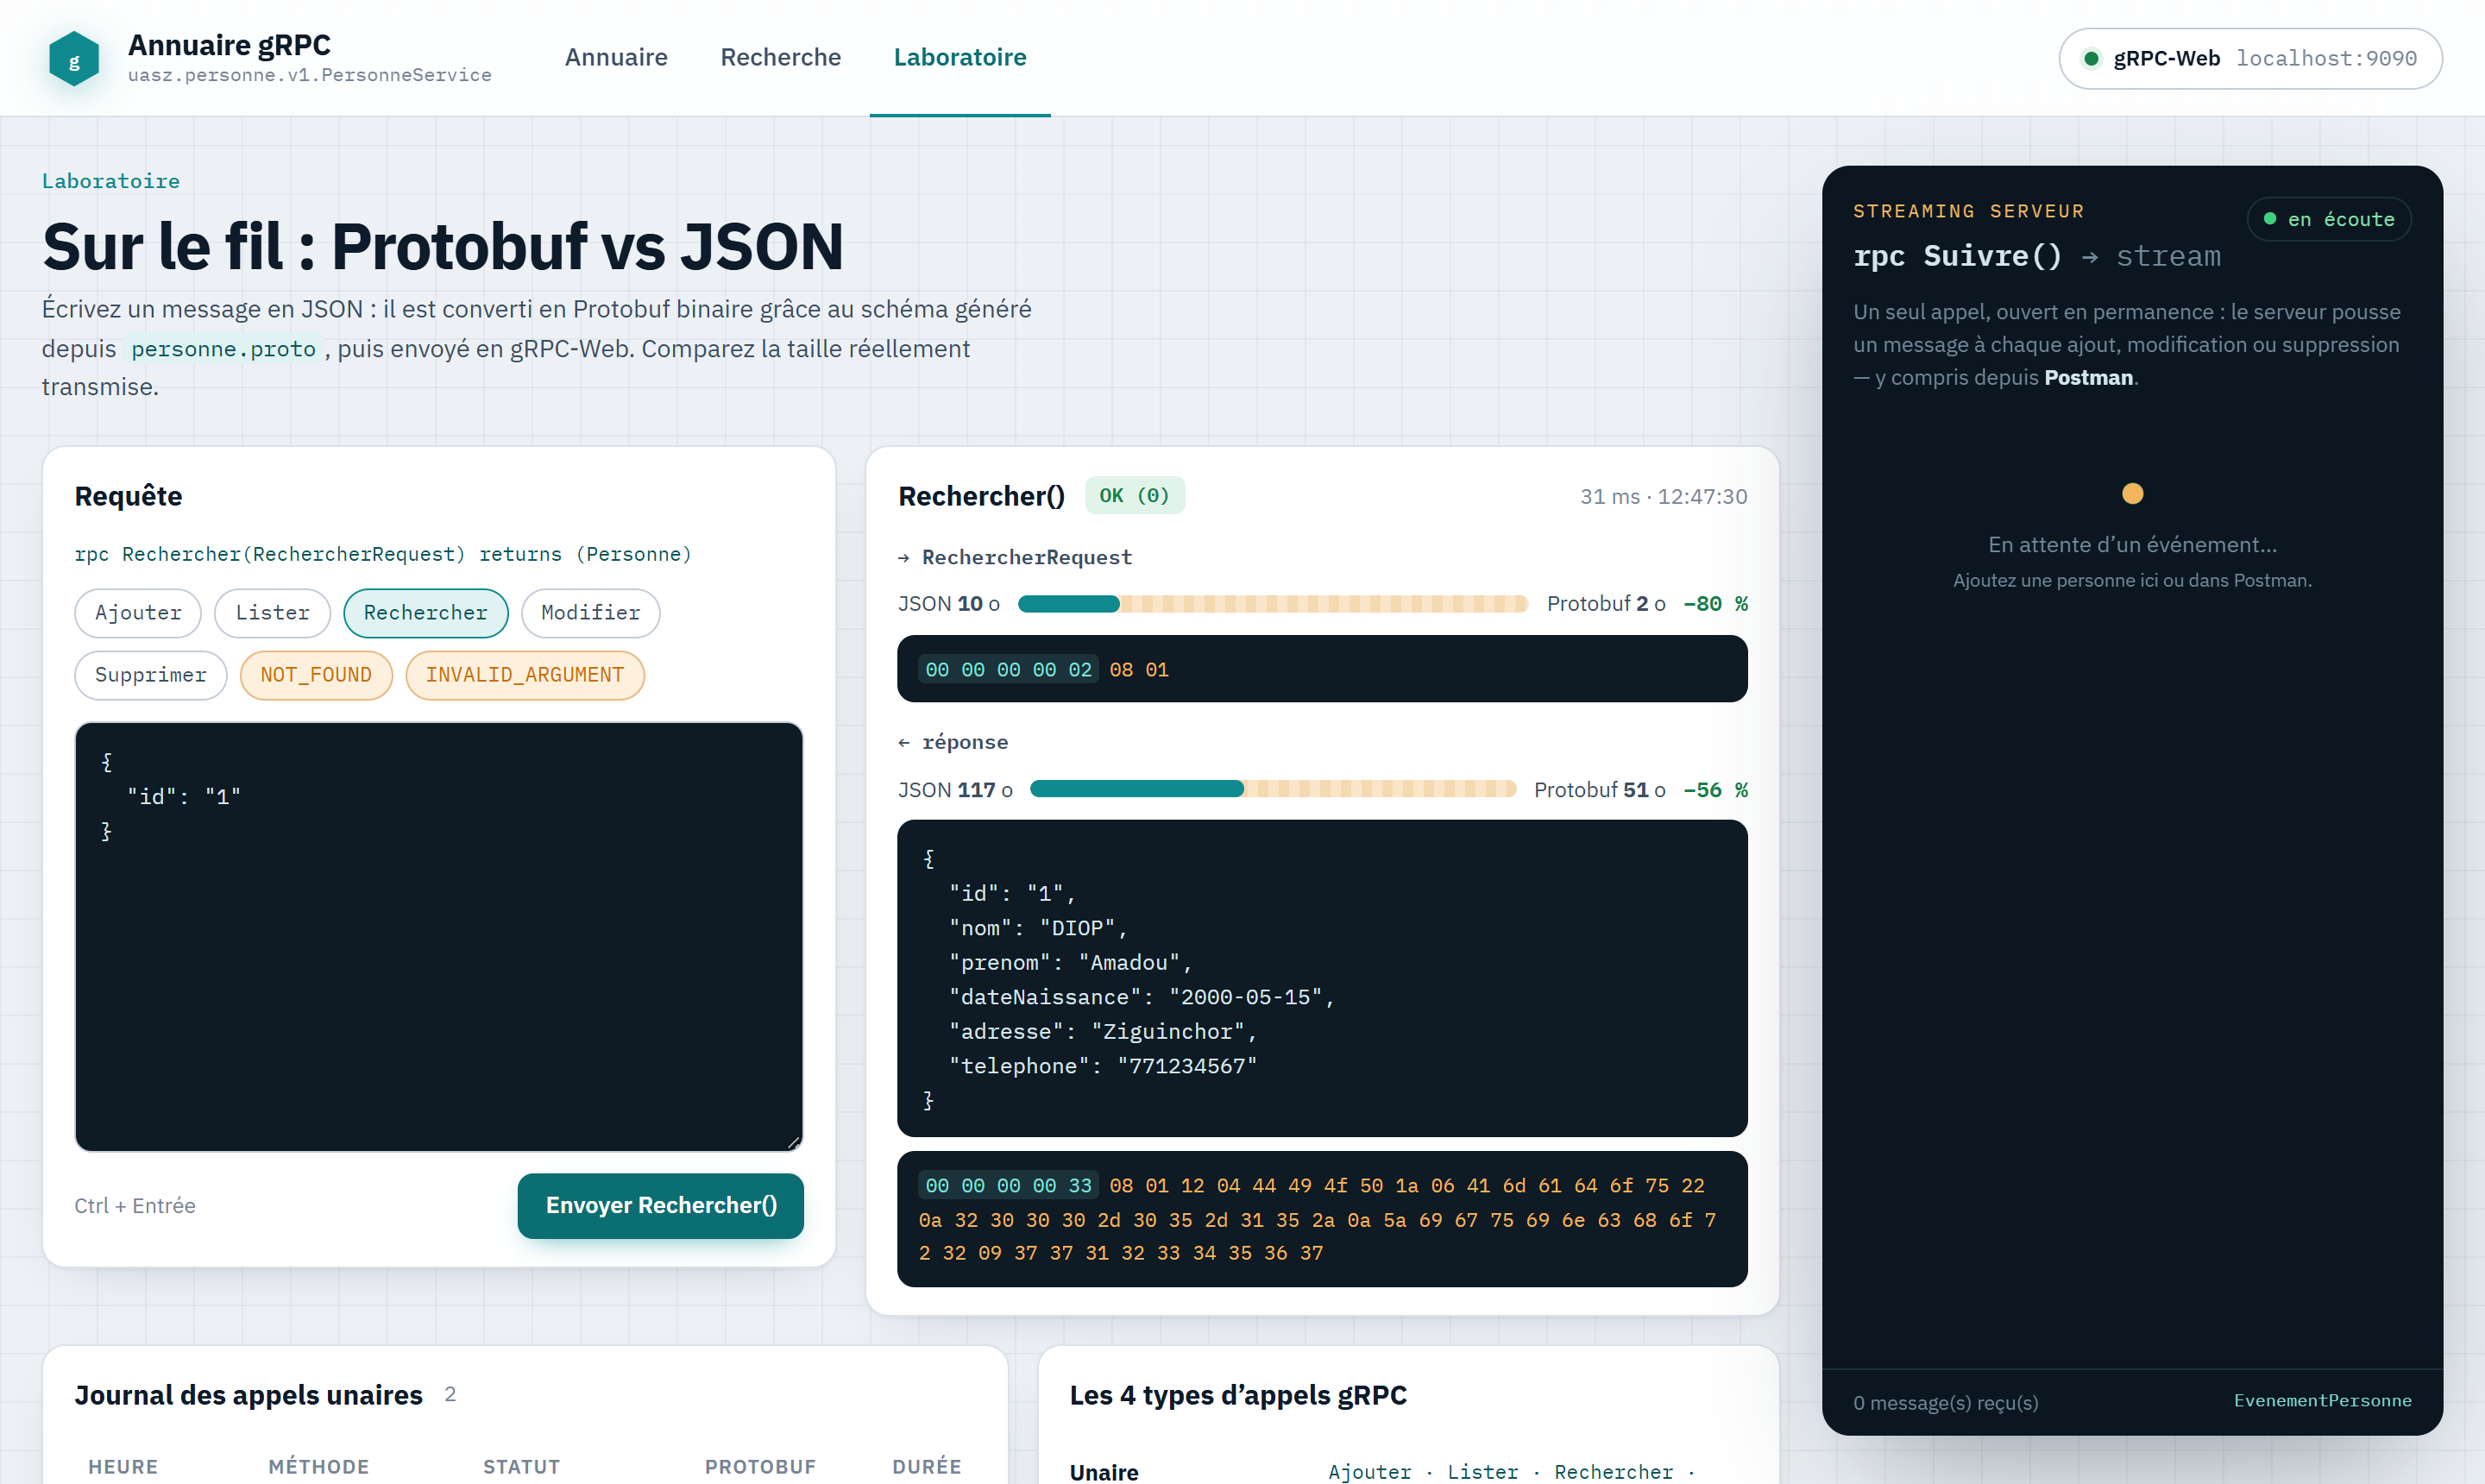 g
Annuaire gRPC
uasz.personne.v1.PersonneService
Annuaire
Recherche
Laboratoire
gRPC-Web localhost:9090
Laboratoire
Sur le fil : Protobuf vs JSON
Écrivez un message en JSON : il est converti en Protobuf binaire grâce au schéma généré
depuis personne.proto, puis envoyé en gRPC-Web. Comparez la taille réellement
transmise.
Requête
rpc Rechercher(RechercherRequest) returns (Personne)
Ajouter
Lister
Rechercher
Modifier
Supprimer
NOT_FOUND
INVALID_ARGUMENT
{
"id": "1"
}
Ctrl + Entrée
Envoyer Rechercher()
Rechercher()
OK (0)
31 ms · 12:47:30
→ RechercherRequest
JSON 10 o
Protobuf 2 o
−80 %
00 00 00 00 02 08 01
← réponse
JSON 117 o
Protobuf 51 o
−56 %
{
"id": "1",
"nom": "DIOP",
"prenom": "Amadou",
"dateNaissance": "2000-05-15",
"adresse": "Ziguinchor",
"telephone": "771234567"
}
00 00 00 00 33 08 01 12 04 44 49 4f 50 1a 06 41 6d 61 64 6f 75 22
0a 32 30 30 30 2d 30 35 2d 31 35 2a 0a 5a 69 67 75 69 6e 63 68 6f 7
2 32 09 37 37 31 32 33 34 35 36 37
STREAMING SERVEUR
en écoute
rpc Suivre() → stream
Un seul appel, ouvert en permanence : le serveur pousse
un message à chaque ajout, modification ou suppression
— y compris depuis Postman.
En attente d’un événement…
Ajoutez une personne ici ou dans Postman.
0 message(s) reçu(s)
EvenementPersonne
Journal des appels unaires 2
HEURE
MÉTHODE
STATUT
PROTOBUF
DURÉE
Les 4 types d’appels gRPC
Unaire
Ajouter · Lister · Rechercher ·